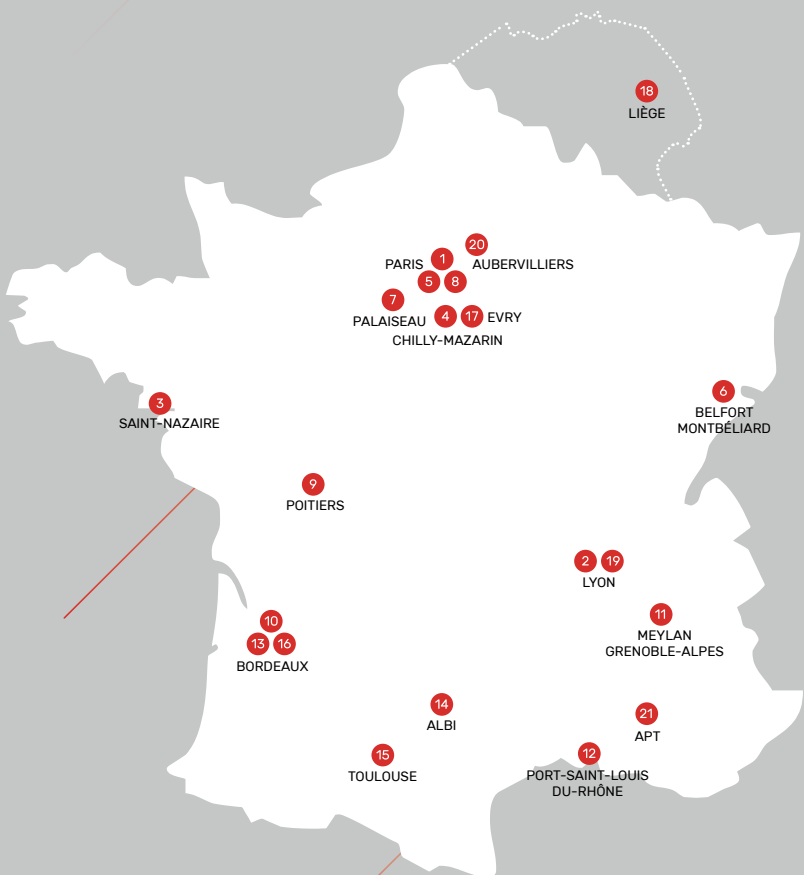 18
LIÈGE
20
PARIS 1 AUBERVILLIERS
5 8
7
PALAISEAU 4 17 EVRY
CHILLY-MAZARIN
6
BELFORT
MONTBÉLIARD
3
SAINT-NAZAIRE
9
POITIERS
2 19
LYON
11
MEYLAN
GRENOBLE-ALPES
10
13 16
BORDEAUX
14
ALBI
21
APT
15
TOULOUSE
12
PORT-SAINT-LOUIS
DU-RHÔNE